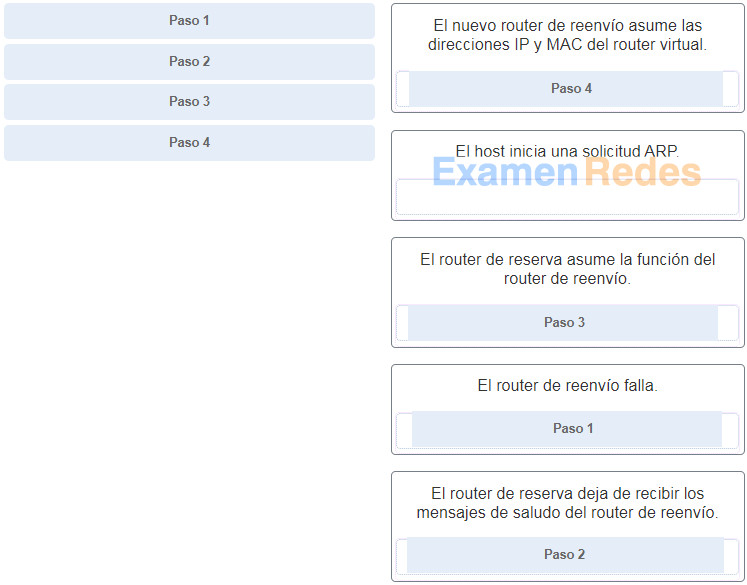 Paso 1
Paso 2
Paso 3
Paso 4
El nuevo router de reenvío asume las
direcciones IP y MAC del router virtual.
Paso 4
El host inicia una solicitud ARP.
ExamenRedes
El router de reserva asume la función del
router de reenvío.
Paso 3
El router de reenvío falla.
Paso 1
El router de reserva deja de recibir los
mensajes de saludo del router de reenvío.
Paso 2